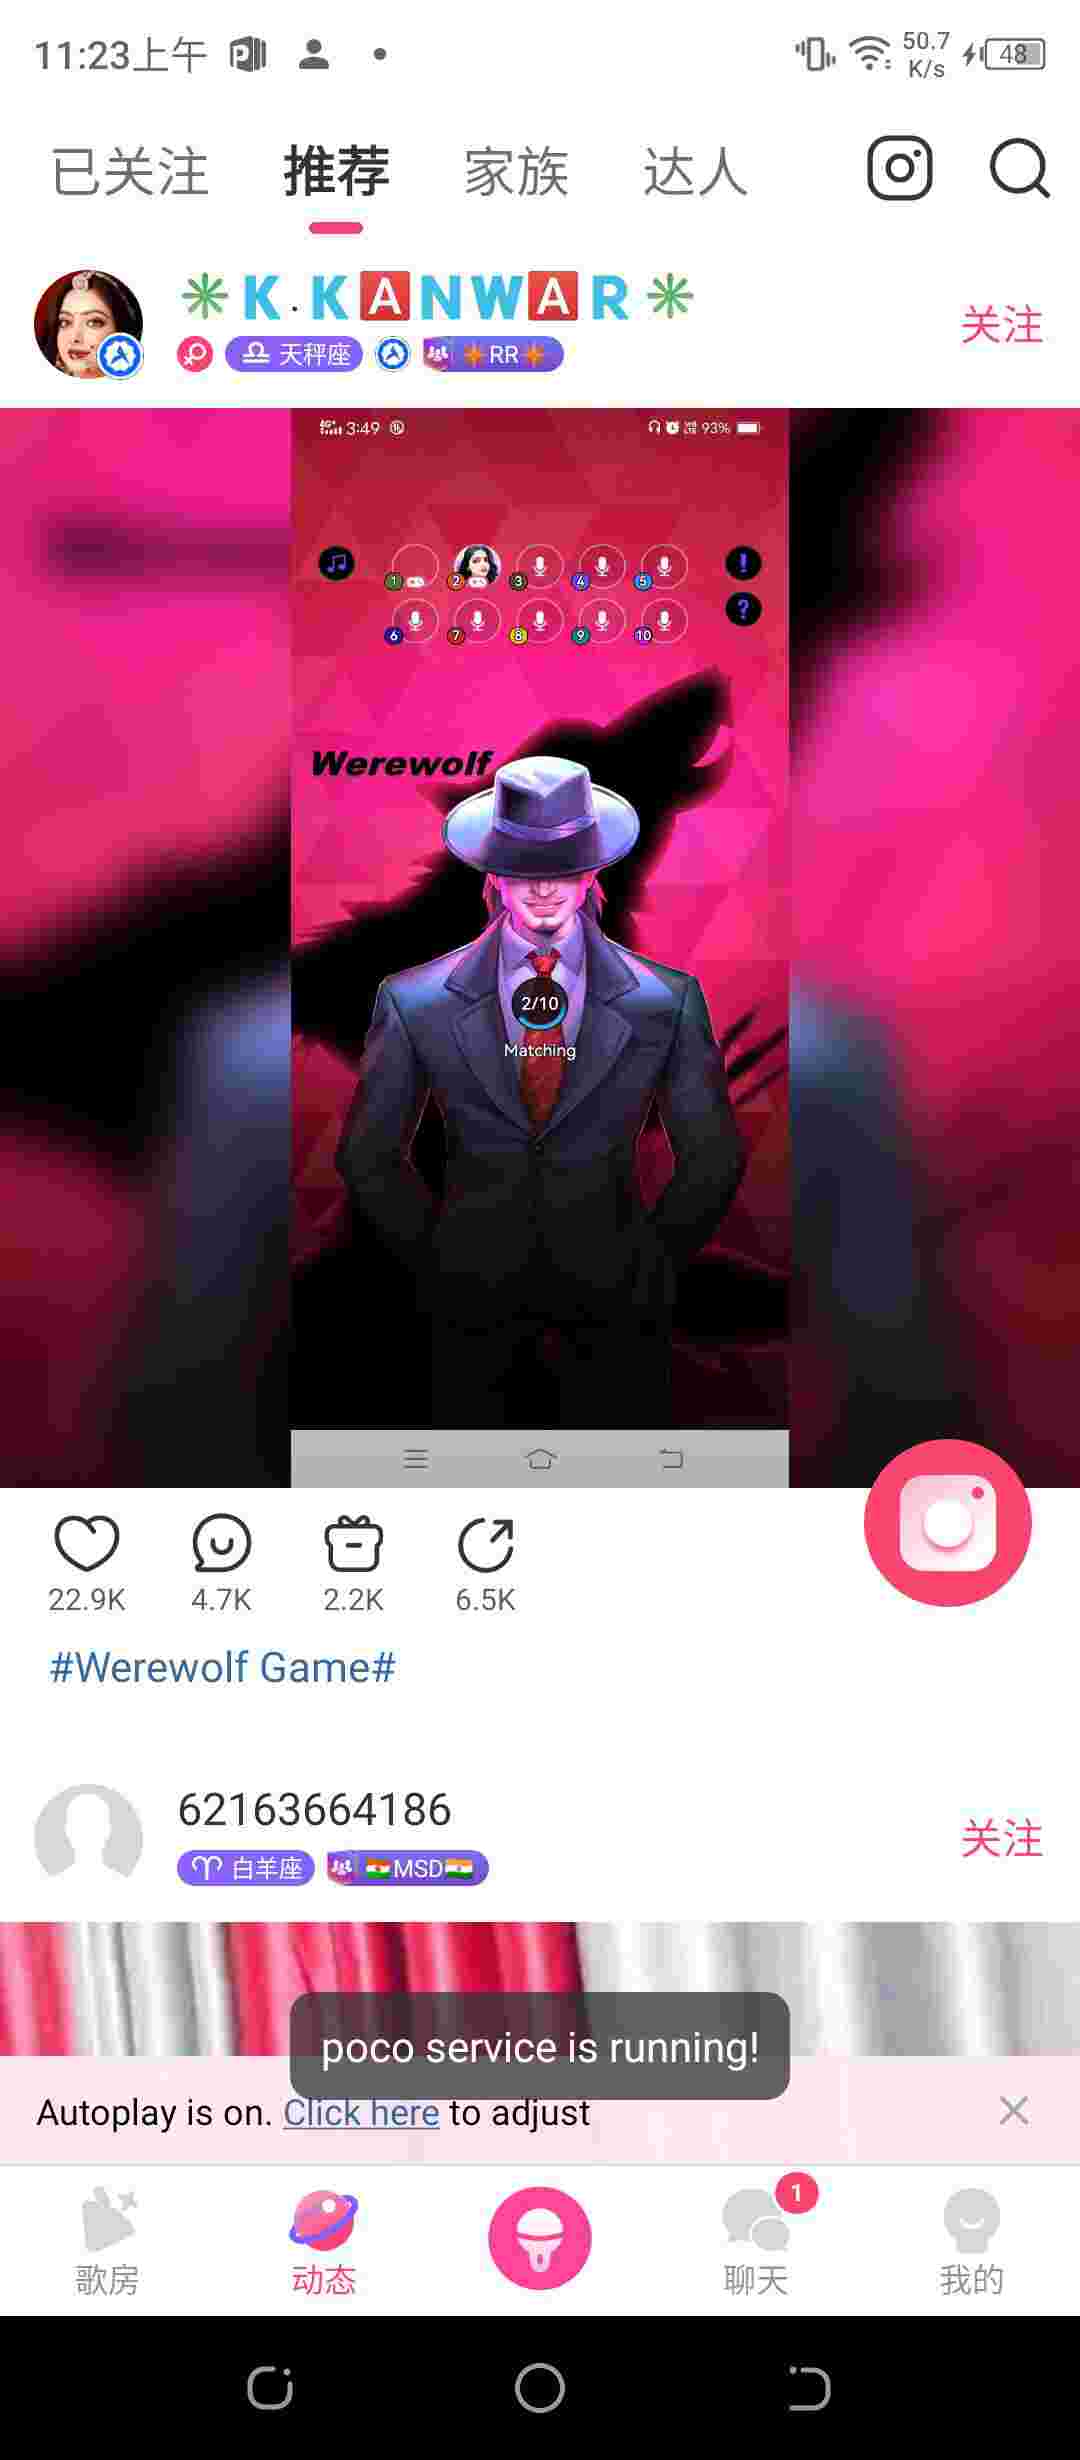 11:23上午
50.7
K/s
48
已关注 推荐 家族 达人
✳️K.K🅰️NW🅰️R✳️
天秤座 RR
关注
3:49 93%
1 2 3 4 5
6 7 8 9 10
! ?
Werewolf
2/10
Matching
22.9K 4.7K 2.2K 6.5K
#Werewolf Game#
62163664186
白羊座 🇮🇳MSD🇮🇳
关注
poco service is running!
Autoplay is on. Click here to adjust
1
歌房 动态 聊天 我的